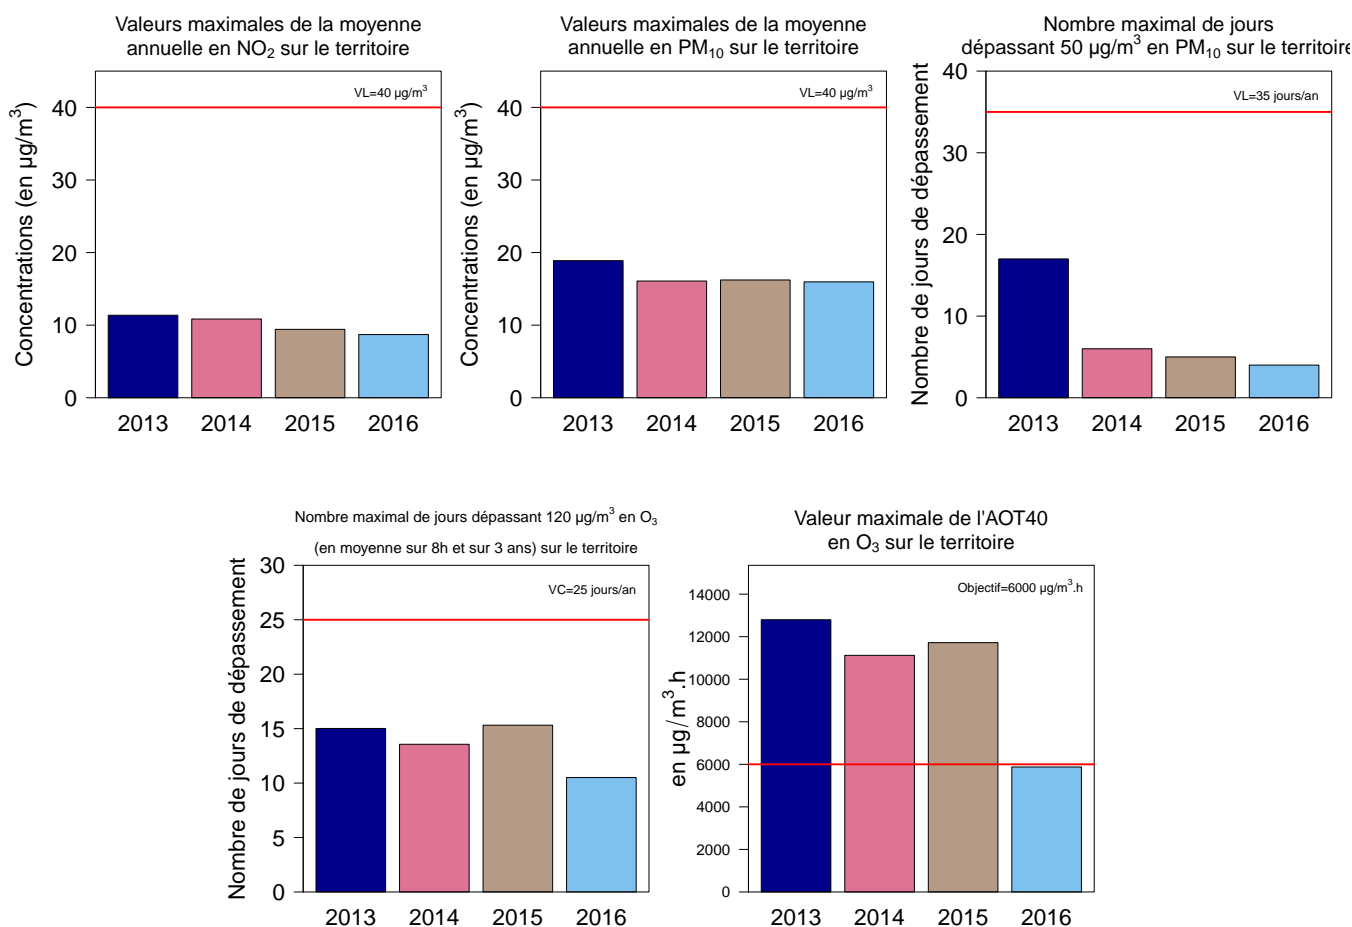 Valeurs maximales de la moyenne
annuelle en NO₂ sur le territoire
Concentrations (en µg/m³)
VL=40 µg/m³
40
30
20
10
0
2013 2014 2015 2016
Valeurs maximales de la moyenne
annuelle en PM₁₀ sur le territoire
Concentrations (en µg/m³)
VL=40 µg/m³
40
30
20
10
0
2013 2014 2015 2016
Nombre maximal de jours
dépassant 50 µg/m³ en PM₁₀ sur le territoire
Nombre de jours de dépassement
VL=35 jours/an
40
30
20
10
0
2013 2014 2015 2016
Nombre maximal de jours dépassant 120 µg/m³ en O₃
(en moyenne sur 8h et sur 3 ans) sur le territoire
Nombre de jours de dépassement
VC=25 jours/an
30
25
20
15
10
5
0
2013 2014 2015 2016
Valeur maximale de l'AOT40
en O₃ sur le territoire
en µg/m³.h
Objectif=6000 µg/m³.h
14000
12000
10000
8000
6000
4000
2000
0
2013 2014 2015 2016